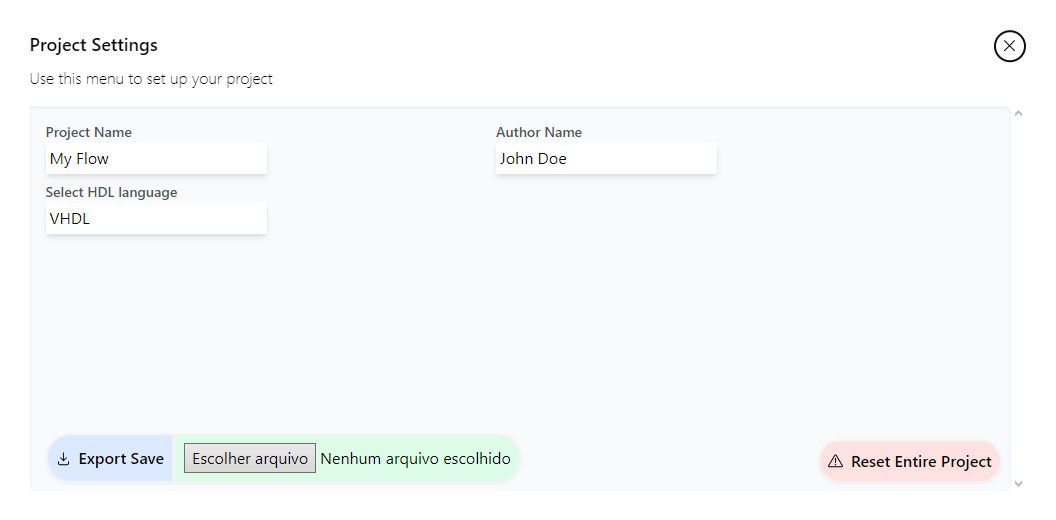 Project Settings
Use this menu to set up your project
Project Name
Author Name
My Flow
John Doe
Select HDL language
VHDL
Export Save
Escolher arquivo Nenhum arquivo escolhido
Reset Entire Project